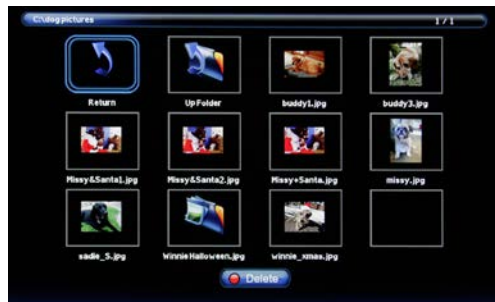 C:\dog pictures
1 / 1
Return
Up Folder
buddy1.jpg
buddy3.jpg
Missy&Santa1.jpg
Missy&Santa2.jpg
Missy+Santa.jpg
missy.jpg
sadie_S.jpg
Winnie Halloween.jpg
winnie_xmas.jpg
Delete